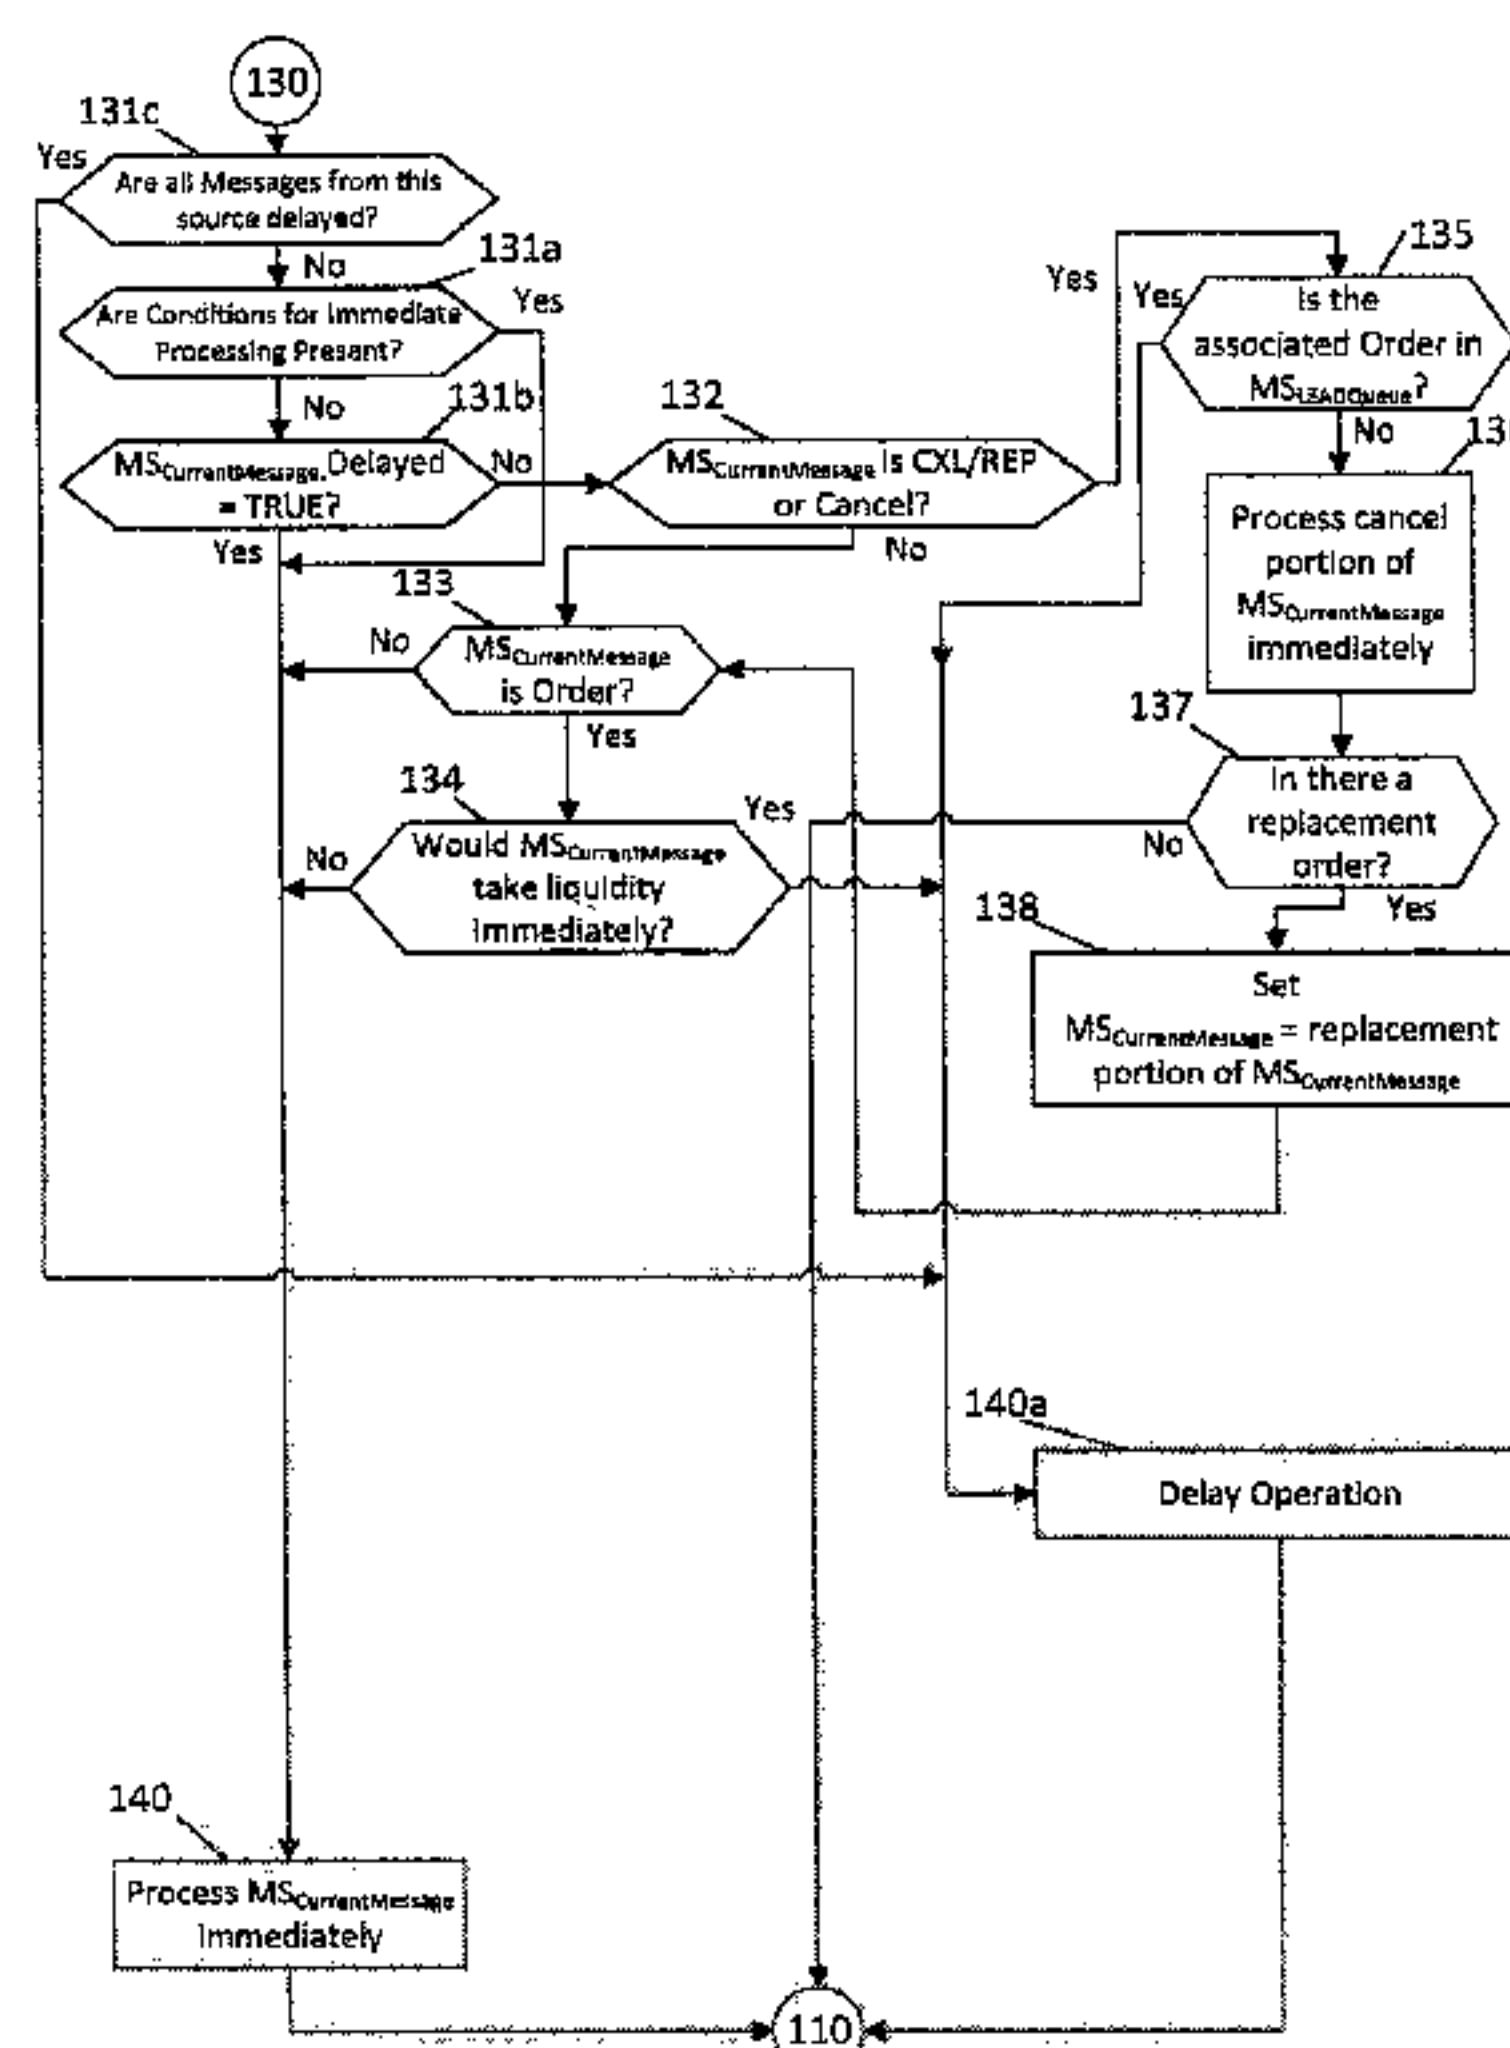 130
131c
Yes
Are all Messages from this
source delayed?
No
131a
Yes
Are Conditions for Immediate
Processing Present?
No
131b
MSCurrentMessage.Delayed
= TRUE?
No
Yes
132
MSCurrentMessage is CXL/REP
or Cancel?
Yes
No
133
MSCurrentMessage
is Order?
No
Yes
134
Would MSCurrentMessage
take liquidity
immediately?
No
Yes
135
Yes
Is the
associated Order in
MSLEADQueue?
No
Process cancel
portion of
MSCurrentMessage
immediately
137
In there a
replacement
order?
No
Yes
138
Set
MSCurrentMessage = replacement
portion of MSCurrentMessage
140a
Delay Operation
140
Process MSCurrentMessage
Immediately
110